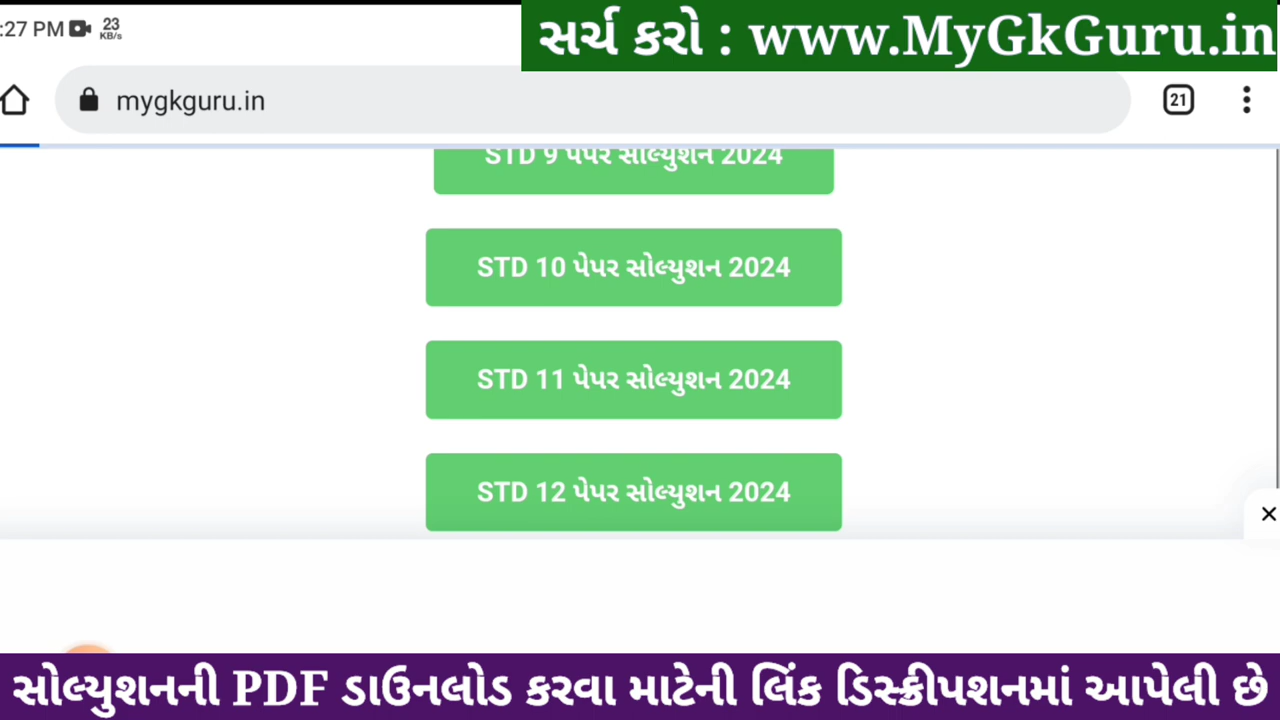 :27 PM 23 KB/s
સર્ચ કરો : www.MyGkGuru.in
mygkguru.in
21
STD 9 પેપર સોલ્યુશન 2024
STD 10 પેપર સોલ્યુશન 2024
STD 11 પેપર સોલ્યુશન 2024
STD 12 પેપર સોલ્યુશન 2024
સોલ્યુશનની PDF ડાઉનલોડ કરવા માટેની લિંક ડિસ્ક્રીપશનમાં આપેલી છે